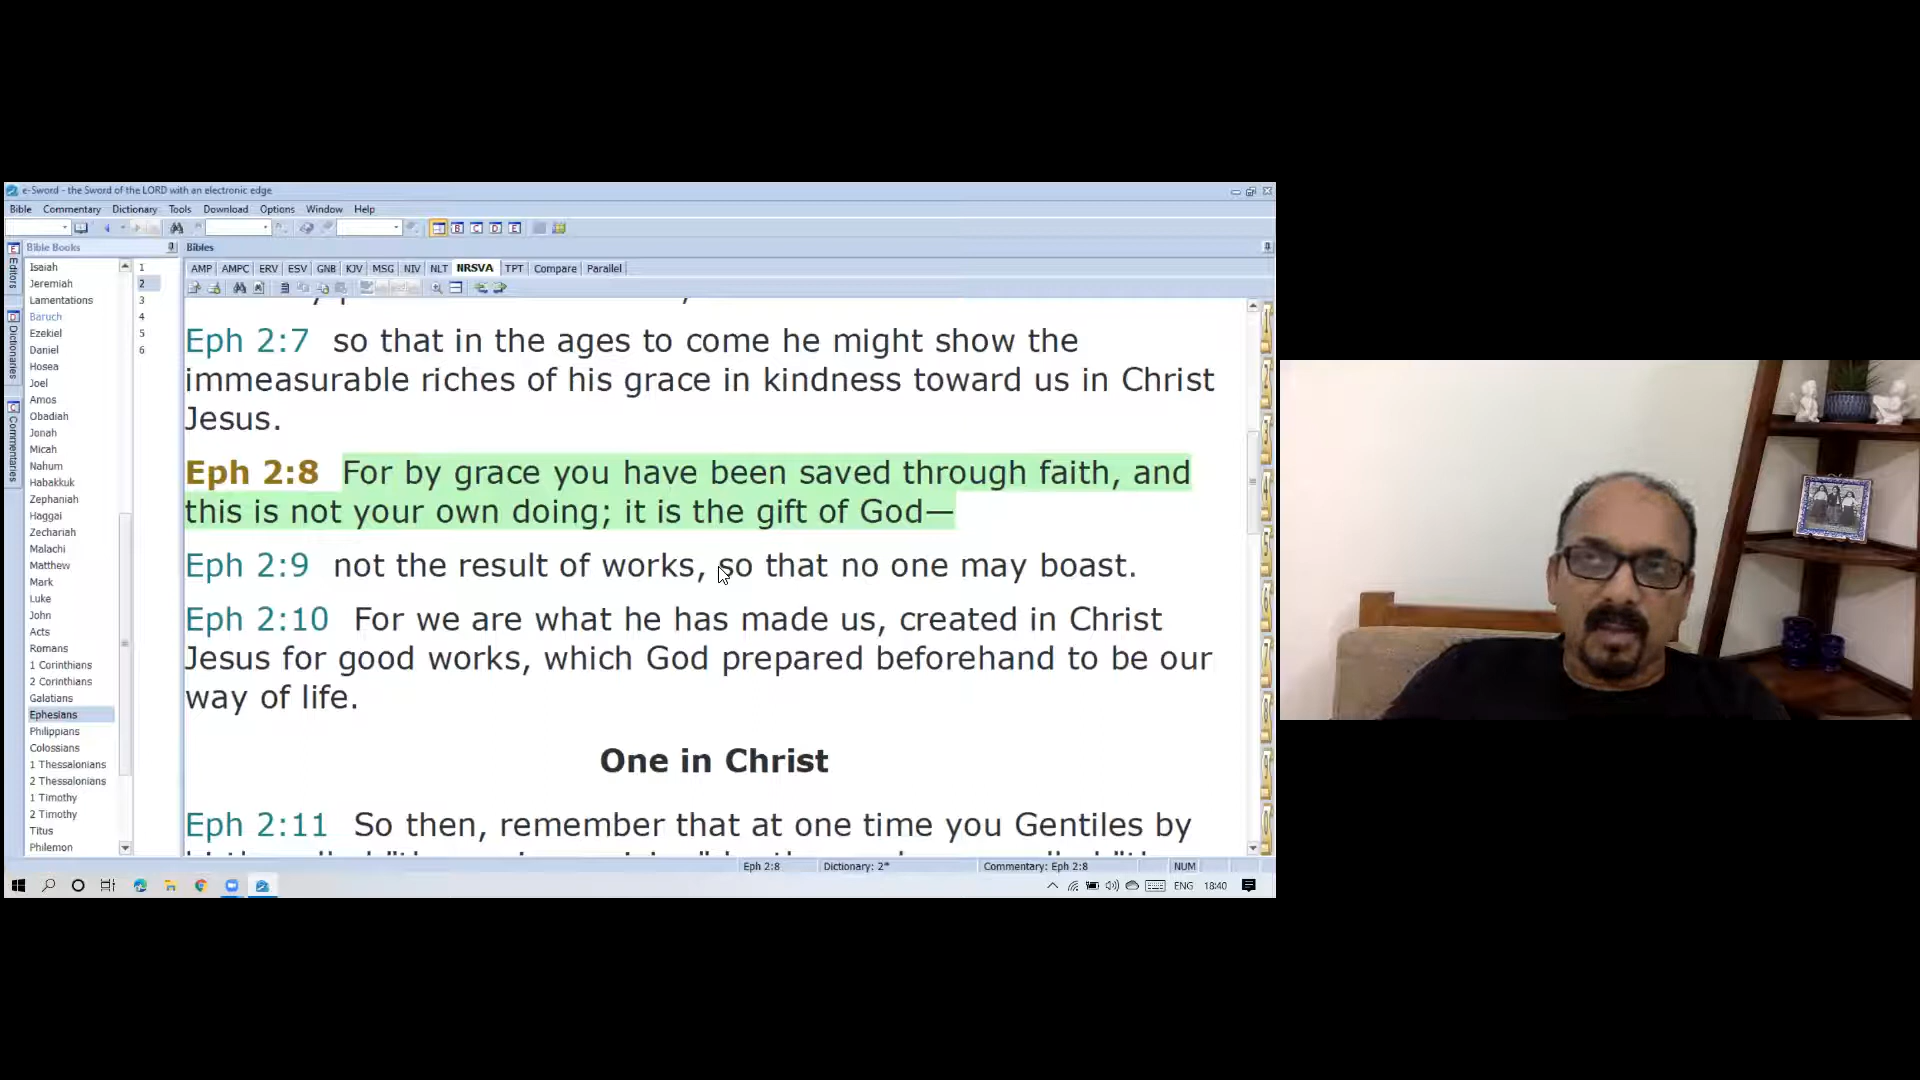 e-Sword - the Sword of the LORD with an electronic edge
Bible Commentary Dictionary Tools Download Options Window Help
Bible Books
Bibles
Editors
Dictionaries
Commentaries
Isaiah
Jeremiah
Lamentations
Baruch
Ezekiel
Daniel
Hosea
Joel
Amos
Obadiah
Jonah
Micah
Nahum
Habakkuk
Zephaniah
Haggai
Zechariah
Malachi
Matthew
Mark
Luke
John
Acts
Romans
1 Corinthians
2 Corinthians
Galatians
Ephesians
Philippians
Colossians
1 Thessalonians
2 Thessalonians
1 Timothy
2 Timothy
Titus
Philemon
1
2
3
4
5
6
AMP AMPC ERV ESV GNB KJV MSG NIV NLT NRSVA TPT Compare Parallel
Eph 2:7 so that in the ages to come he might show the
immeasurable riches of his grace in kindness toward us in Christ
Jesus.
Eph 2:8 For by grace you have been saved through faith, and
this is not your own doing; it is the gift of God—
Eph 2:9 not the result of works, so that no one may boast.
Eph 2:10 For we are what he has made us, created in Christ
Jesus for good works, which God prepared beforehand to be our
way of life.
One in Christ
Eph 2:11 So then, remember that at one time you Gentiles by
Eph 2:8 Dictionary: 2* Commentary: Eph 2:8 NUM
ENG 18:40